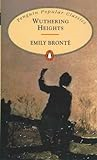 Penguin Popular Classics
WUTHERING
HEIGHTS
EMILY BRONTË